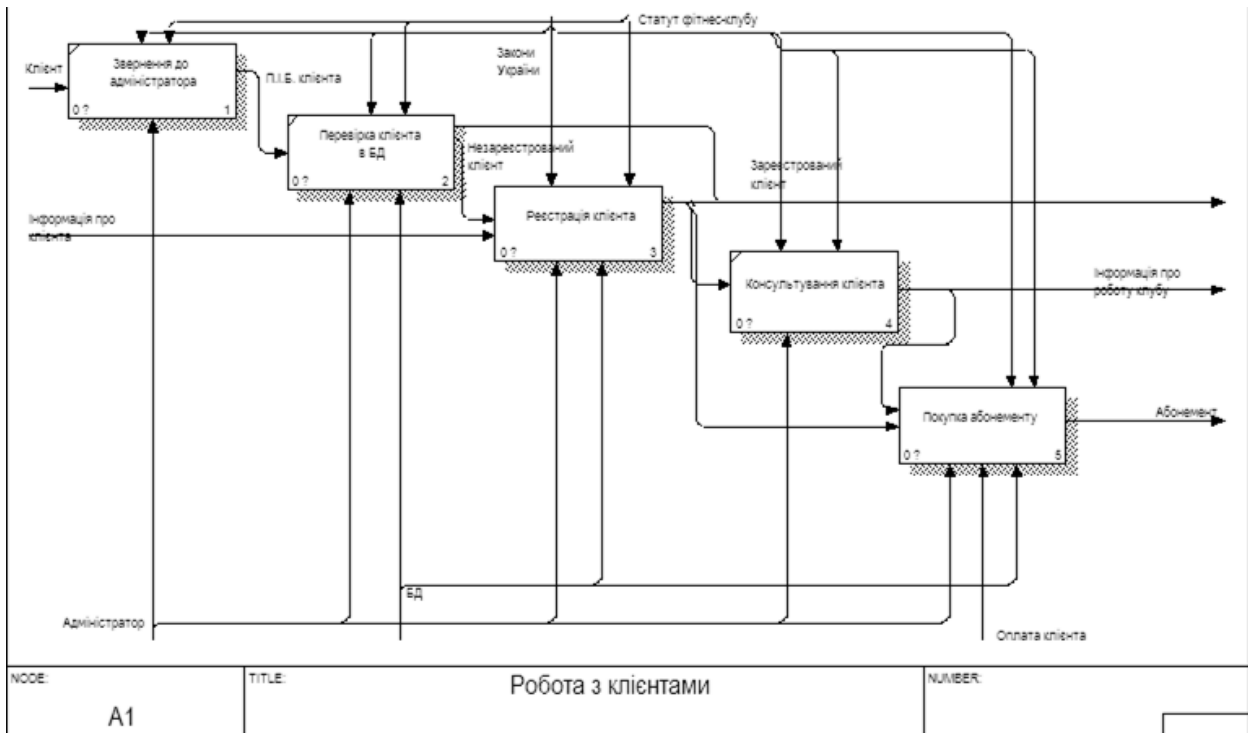 Статут фітнес-клубу
Клієнт
Звернення до
адміністратора
0 ?
1
Закони
України
П.І.Б. клієнта
Перевірка клієнта
в БД
0 ?
2
Незареєстрований
клієнт
Зареєстрований
клієнт
Інформація про
клієнта
Реєстрація клієнта
0 ?
3
Консультування клієнта
0 ?
4
Інформація про
роботу клубу
Покупка абонементу
0 ?
5
Абонемент
БД
Адміністратор
Оплата клієнта
NODE:
A1
TITLE:
Робота з клієнтами
NUMBER: